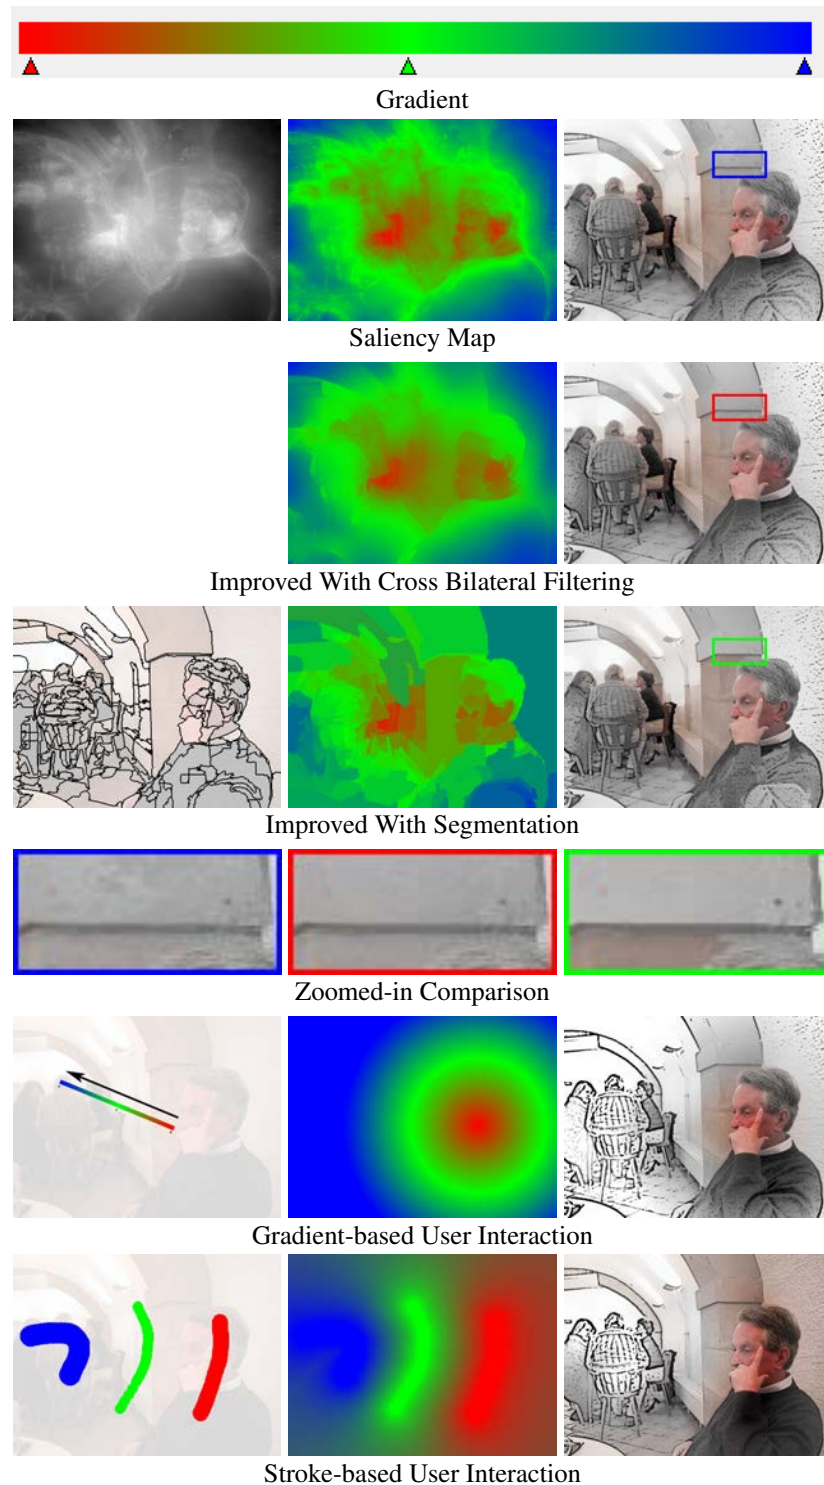 Gradient
Saliency Map
Improved With Cross Bilateral Filtering
Improved With Segmentation
Zoomed-in Comparison
Gradient-based User Interaction
Stroke-based User Interaction